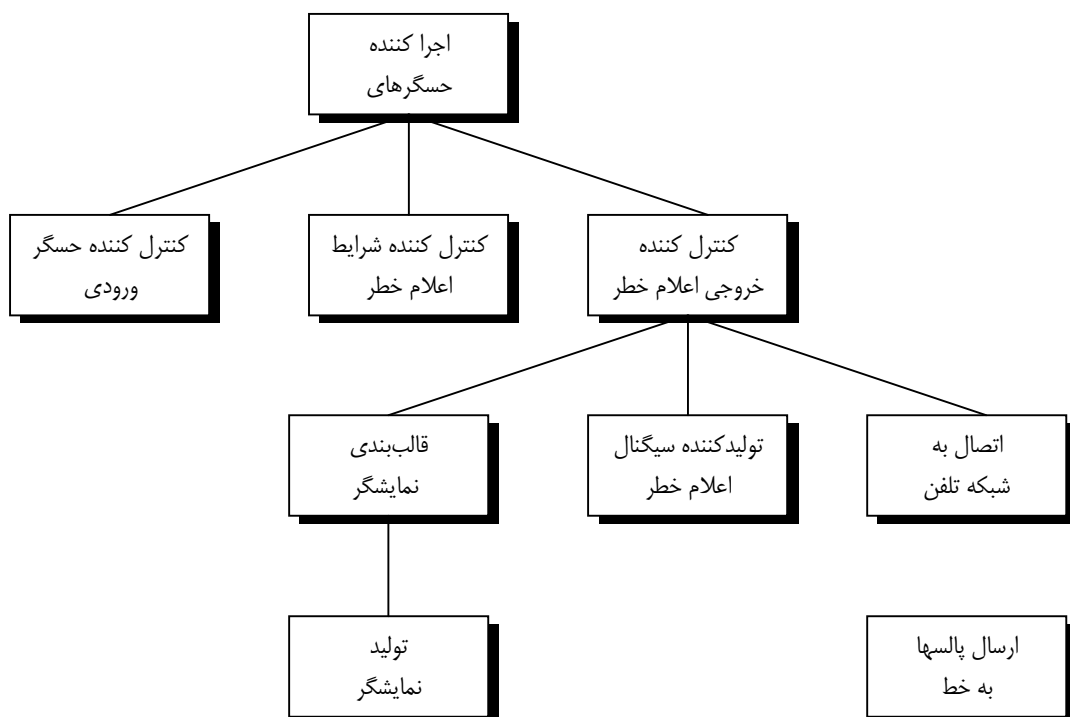 اجرا کننده
حسگرهای
کنترل کننده حسگر
ورودی
کنترل کننده شرایط
اعلام خطر
کنترل کننده
خروجی اعلام خطر
قالب‌بندی
نمایشگر
تولیدکننده سیگنال
اعلام خطر
اتصال به
شبکه تلفن
تولید
نمایشگر
ارسال پالسها
به خط